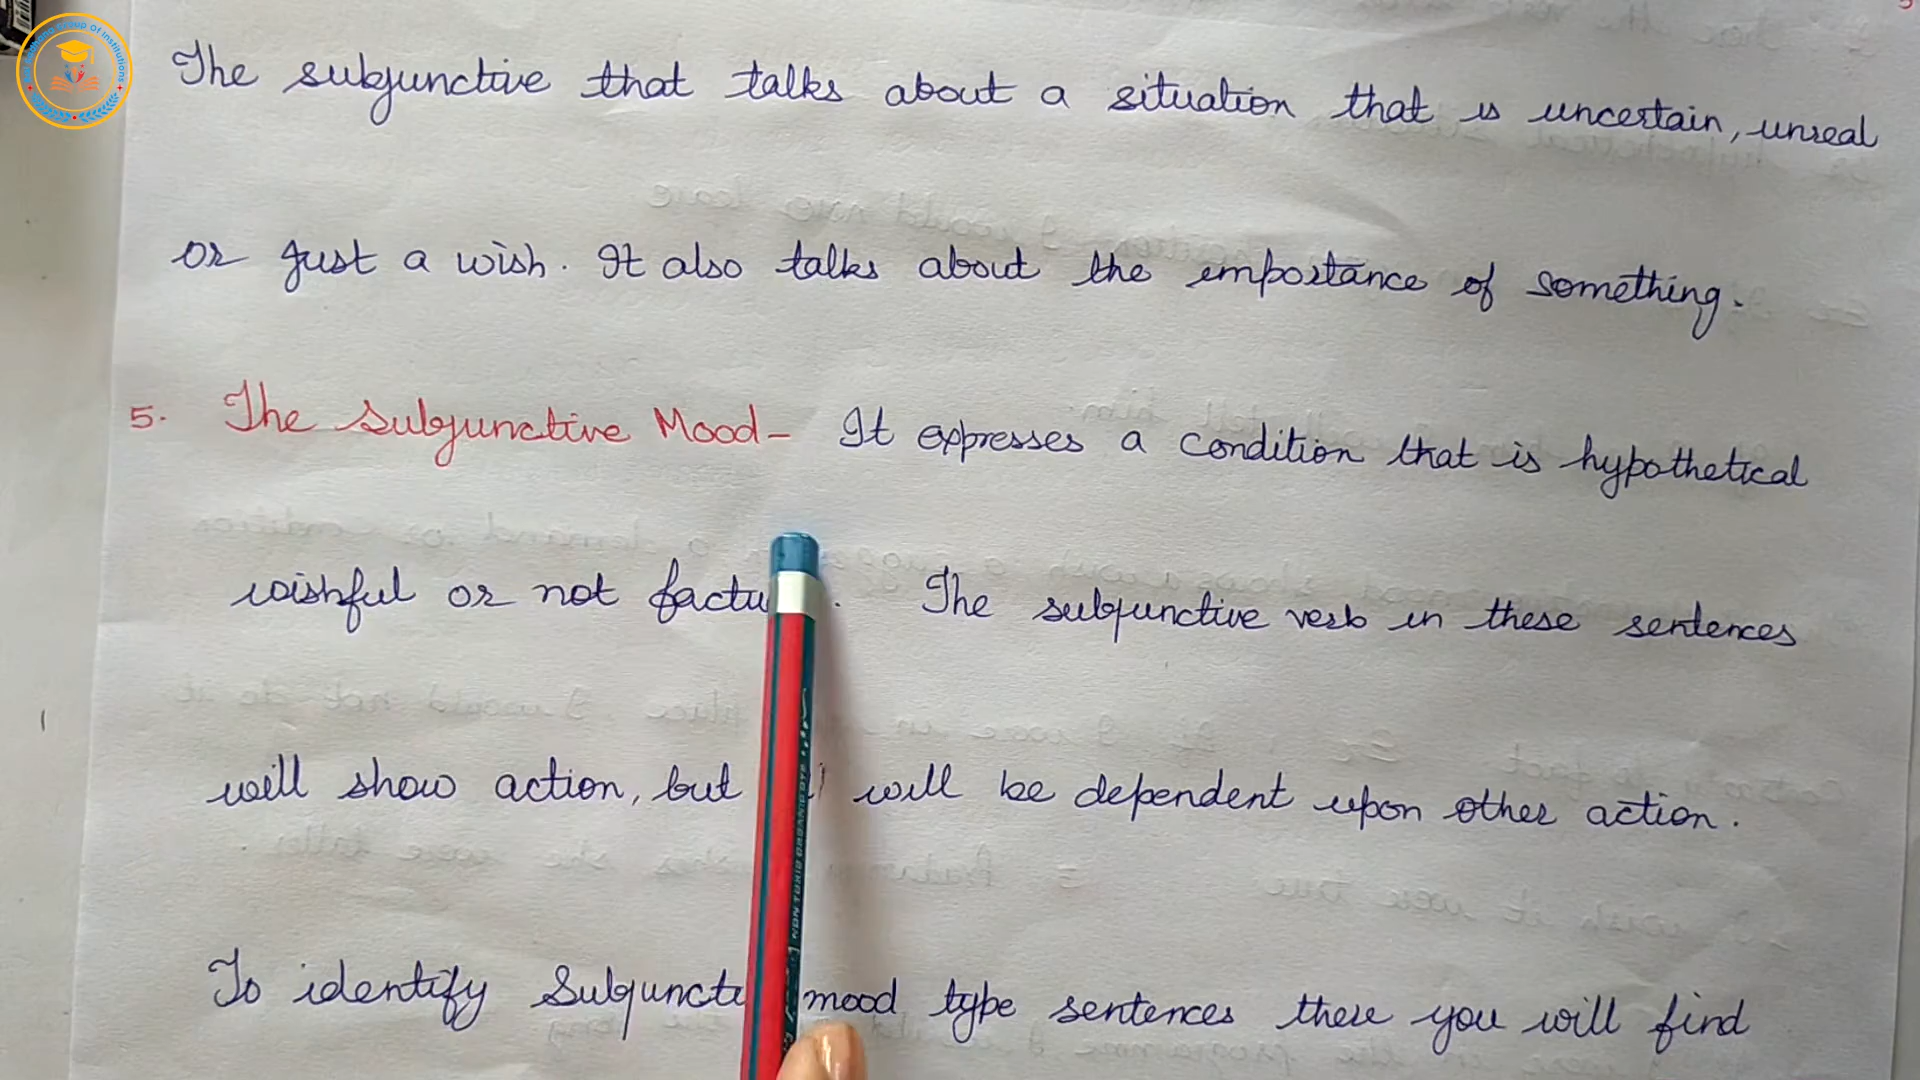 The subjunctive that talks about a situation that is uncertain, unreal
or just a wish. It also talks about the importance of something.
5. The Subjunctive Mood- It expresses a condition that is hypothetical
wishful or not factu . The subjunctive verb in these sentences
will show action, but will be dependent upon other action.
To identify Subjuncti mood type sentences there you will find